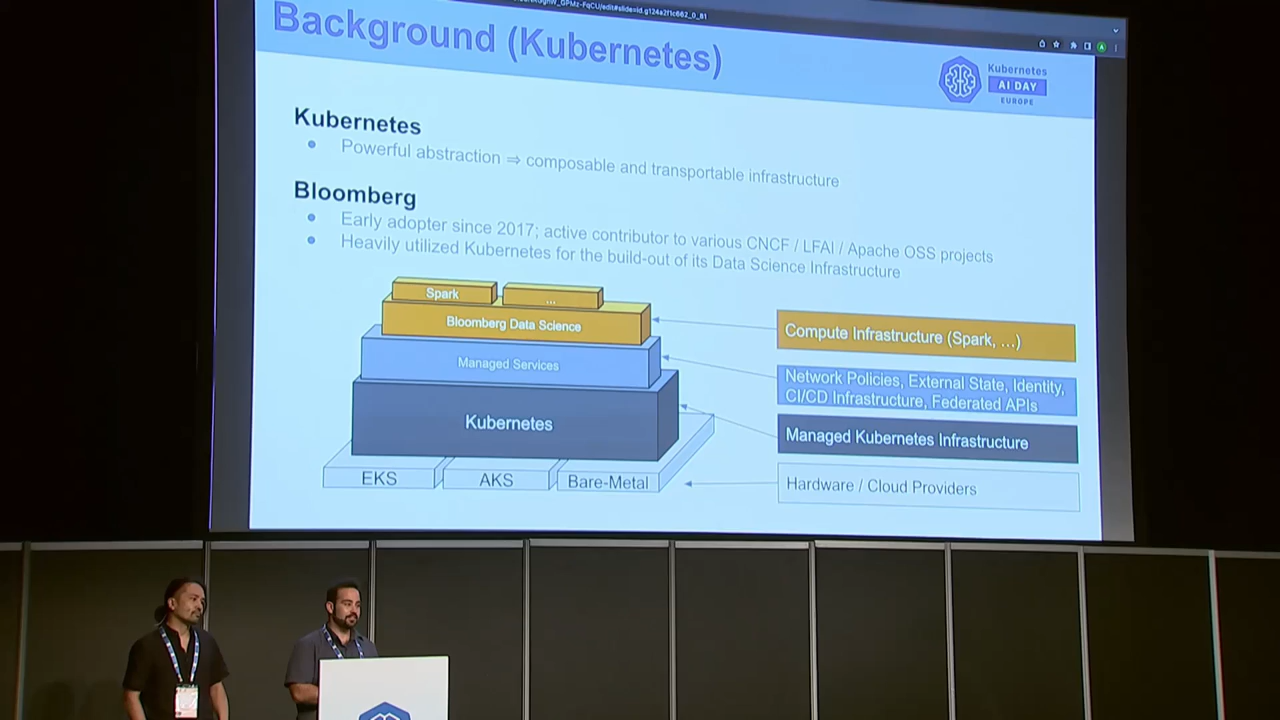 Background (Kubernetes)
Kubernetes
AI DAY
EUROPE
Kubernetes
Powerful abstraction ⇒ composable and transportable infrastructure
Bloomberg
Early adopter since 2017; active contributor to various CNCF / LFAI / Apache OSS projects
Heavily utilized Kubernetes for the build-out of its Data Science Infrastructure
Spark
...
Bloomberg Data Science
Managed Services
Kubernetes
EKS
AKS
Bare-Metal
Compute Infrastructure (Spark, ...)
Network Policies, External State, Identity,
CI/CD Infrastructure, Federated APIs
Managed Kubernetes Infrastructure
Hardware / Cloud Providers